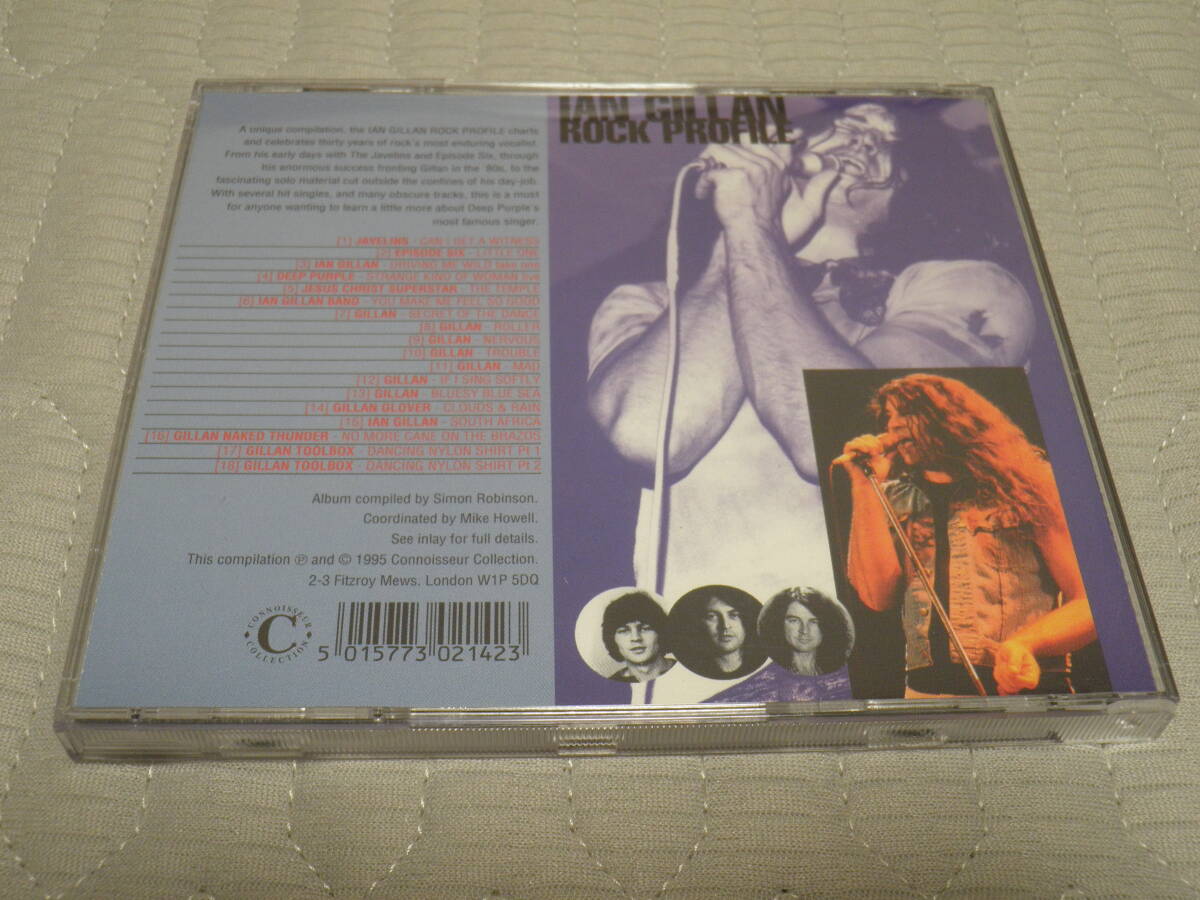 IAN GILLAN
ROCK PROFILE
A unique compilation, the IAN GILLAN ROCK PROFILE charts
and celebrates thirty years of rock's most enduring vocalist.
From his early days with The Javelins and Episode Six, through
his enormous success fronting Gillan in the '80s, to the
fascinating solo material cut outside the confines of his day-job.
With several hit singles, and many obscure tracks, this is a must
for anyone wanting to learn a little more about Deep Purple's
most famous singer.
[1] JAVELINS - CAN I GET A WITNESS
[2] EPISODE SIX - LITTLE ONE
[3] IAN GILLAN - DRIVING ME WILD take one
[4] DEEP PURPLE - STRANGE KIND OF WOMAN live
[5] JESUS CHRIST SUPERSTAR - THE TEMPLE
[6] IAN GILLAN BAND - YOU MAKE ME FEEL SO GOOD
[7] GILLAN - SECRET OF THE DANCE
[8] GILLAN - ROLLER
[9] GILLAN - NERVOUS
[10] GILLAN - TROUBLE
[11] GILLAN - MAD
[12] GILLAN - IF I SING SOFTLY
[13] GILLAN - BLUESY BLUE SEA
[14] GILLAN GLOVER - CLOUDS & RAIN
[15] IAN GILLAN - SOUTH AFRICA
[16] GILLAN NAKED THUNDER - NO MORE CANE ON THE BRAZOS
[17] GILLAN TOOLBOX - DANCING NYLON SHIRT PT.1
[18] GILLAN TOOLBOX - DANCING NYLON SHIRT PT.2
Album compiled by Simon Robinson.
Coordinated by Mike Howell.
See inlay for full details.
This compilation ℗ and © 1995 Connoisseur Collection.
2-3 Fitzroy Mews. London W1P 5DQ
CONNOISSEUR
C
COLLECTION
5 015773 021423